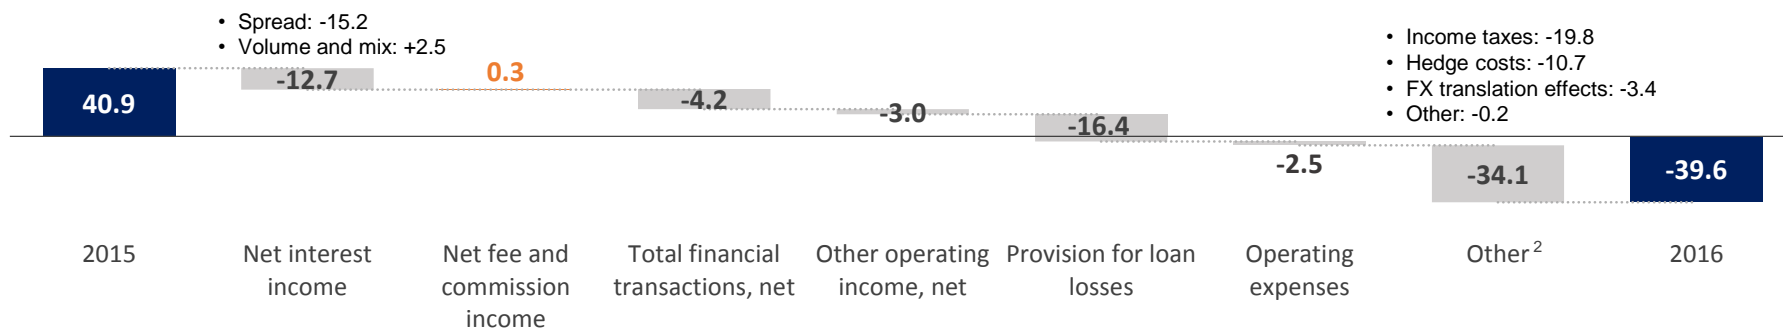 • Spread: -15.2
• Volume and mix: +2.5
• Income taxes: -19.8
• Hedge costs: -10.7
• FX translation effects: -3.4
• Other: -0.2
40.9
-12.7
0.3
-4.2
-3.0
-16.4
-2.5
-34.1
-39.6
2015
Net interest
income
Net fee and
commission
income
Total financial
transactions, net
Other operating
income, net
Provision for loan
losses
Operating
expenses
Other 2
2016